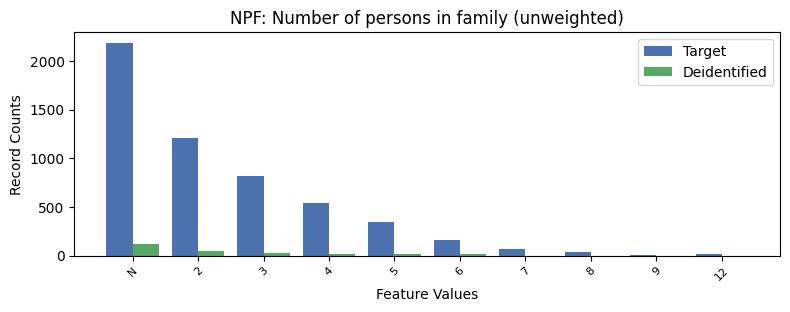 NPF: Number of persons in family (unweighted)
Target
Deidentified
Record Counts
2000
1500
1000
500
0
N 2 3 4 5 6 7 8 9 12
Feature Values